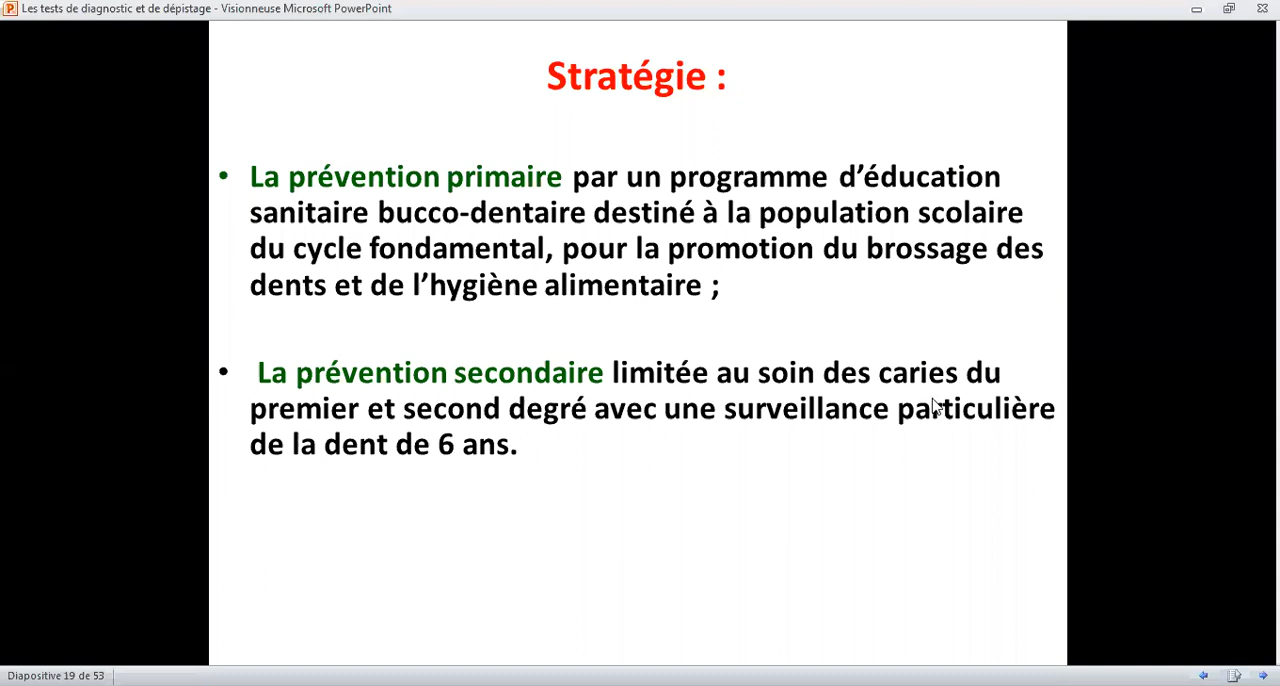 Les tests de diagnostic et de dépistage - Visionneuse Microsoft PowerPoint
Stratégie :
• La prévention primaire par un programme d’éducation
sanitaire bucco-dentaire destiné à la population scolaire
du cycle fondamental, pour la promotion du brossage des
dents et de l’hygiène alimentaire ;
• La prévention secondaire limitée au soin des caries du
premier et second degré avec une surveillance particulière
de la dent de 6 ans.
Diapositive 19 de 53